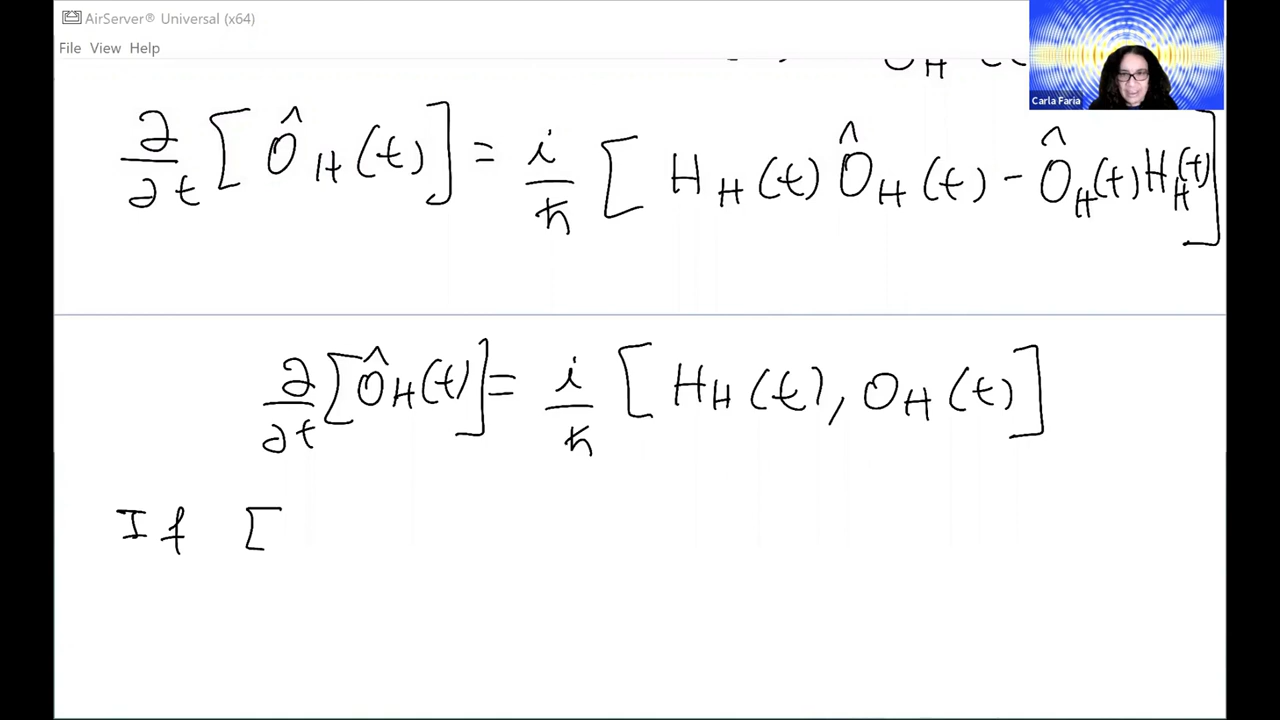 AirServer® Universal (x64)
File View Help
Carla Faria
∂/∂t [Ô_H(t)] = i/ħ [H_H(t) Ô_H(t) - Ô_H(t) H_H(t)]
∂/∂t [Ô_H(t)] = i/ħ [H_H(t), O_H(t)]
If [